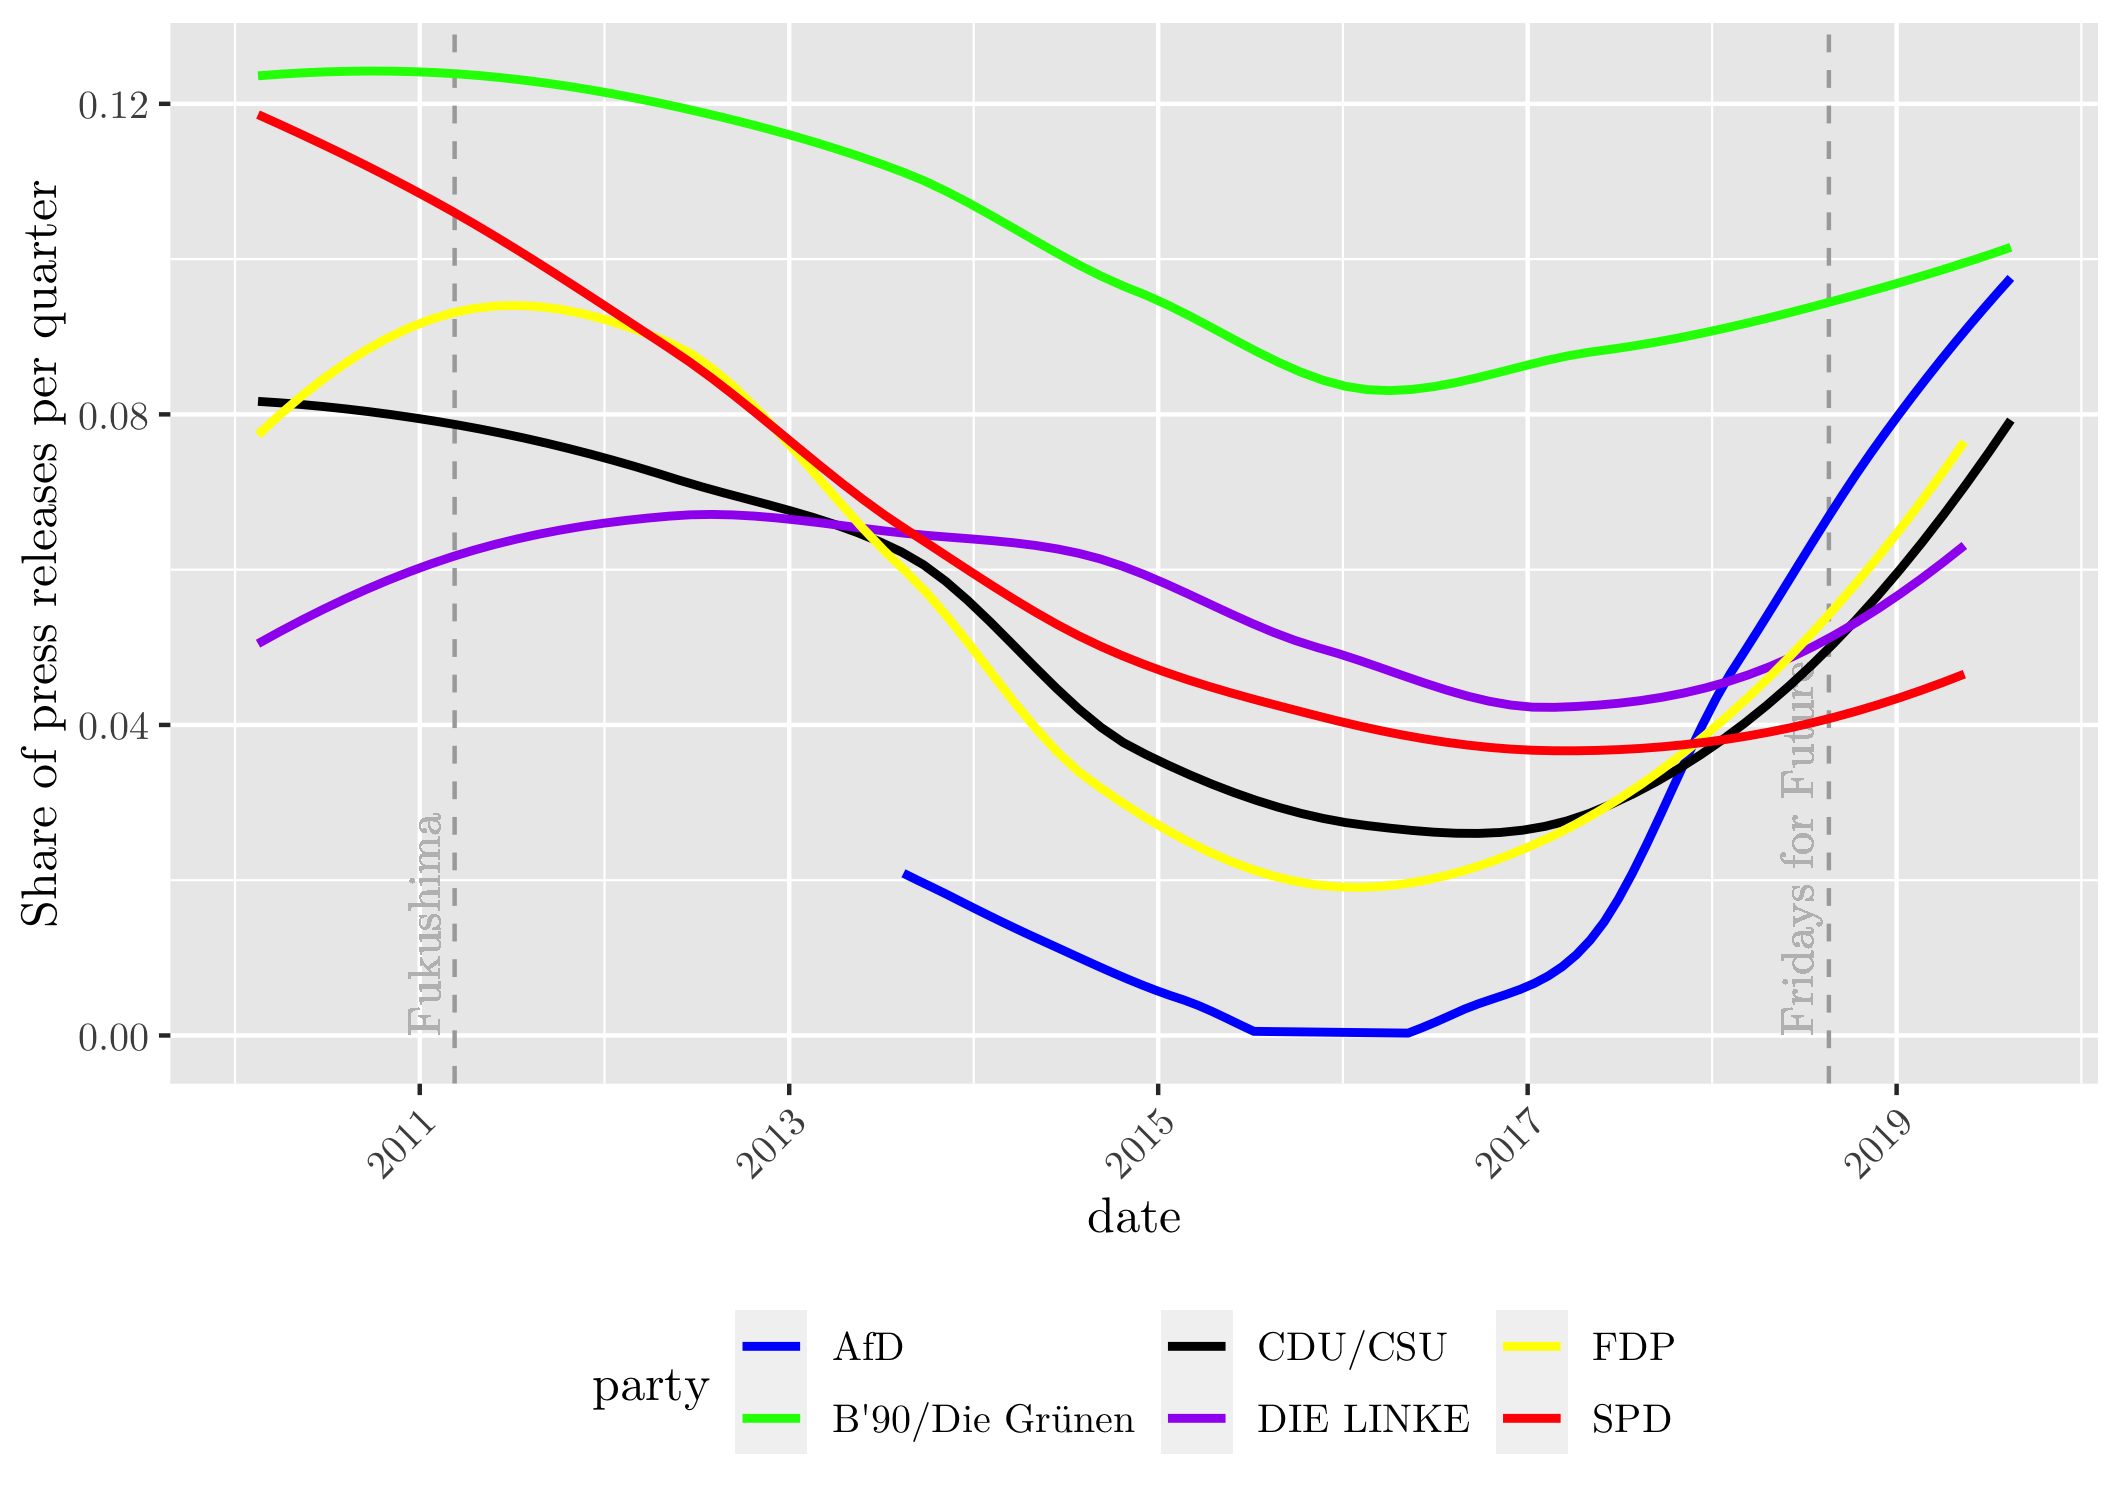 Share of press releases per quarter
0.12
0.08
0.04
0.00
Fukushima
Fridays for Future
2011
2013
2015
2017
2019
date
party
AfD
CDU/CSU
FDP
B'90/Die Grünen
DIE LINKE
SPD